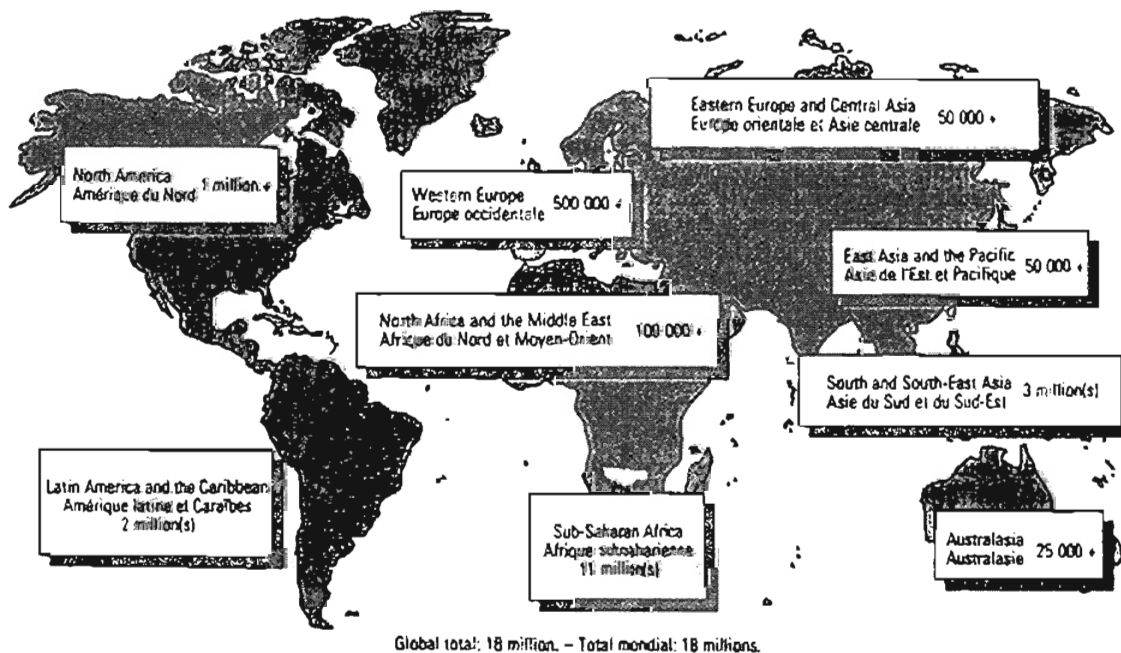 Eastern Europe and Central Asia
Europe orientale et Asie centrale
50 000 +
North America
Amérique du Nord
1 million +
Western Europe
Europe occidentale
500 000 +
East Asia and the Pacific
Asie de l'Est et Pacifique
50 000 +
North Africa and the Middle East
Afrique du Nord et Moyen-Orient
100 000 +
South and South-East Asia
Asie du Sud et du Sud-Est
3 million(s)
Latin America and the Caribbean
Amérique latine et Caraïbes
2 million(s)
Sub-Saharan Africa
Afrique subsaharienne
11 million(s)
Australasia
Australasie
25 000 +
Global total: 18 million. – Total mondial: 18 millions.